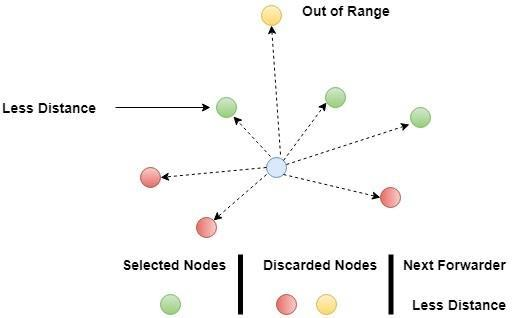 Out of Range
Less Distance
Selected Nodes
Discarded Nodes
Next Forwarder
Less Distance